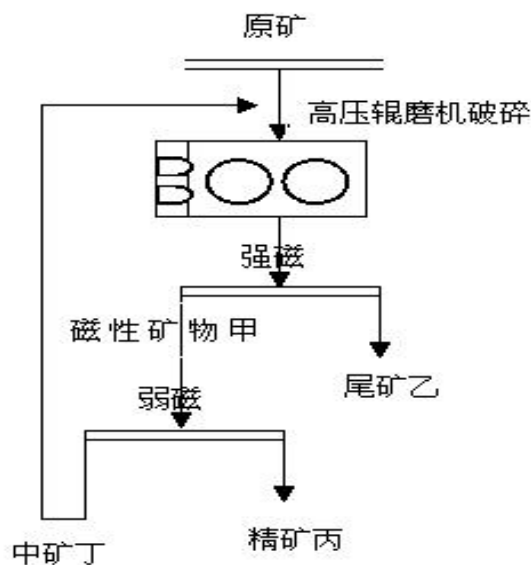 原矿
高压辊磨机破碎
强磁
磁性矿物甲
尾矿乙
弱磁
精矿丙
中矿丁